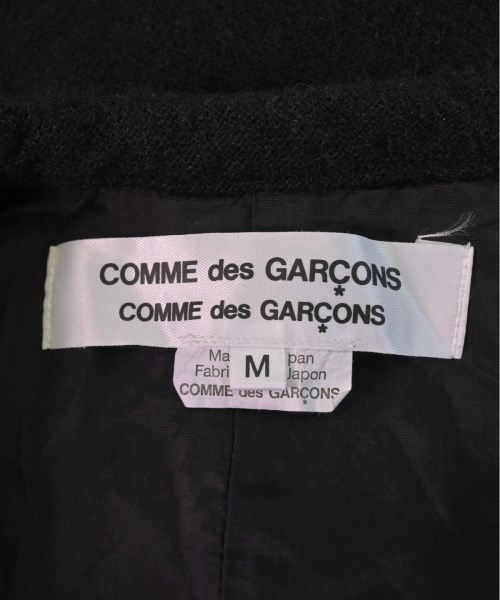 COMME des GARÇONS
COMME des GARÇONS
M
Ma pan
Fabri Japon
COMME des GARÇONS